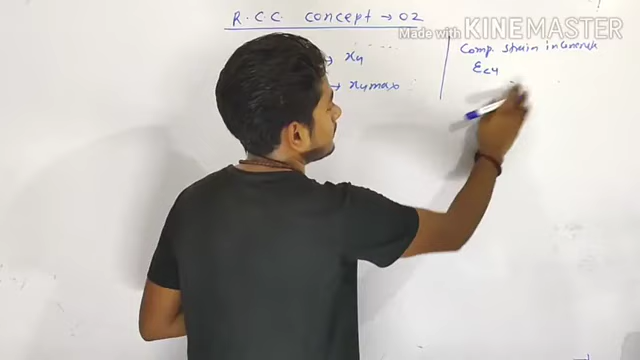 R.C.C. concept → 02
Made with KINEMASTER
→ xu
→ xumax
Comp. strain in concrete
εcu